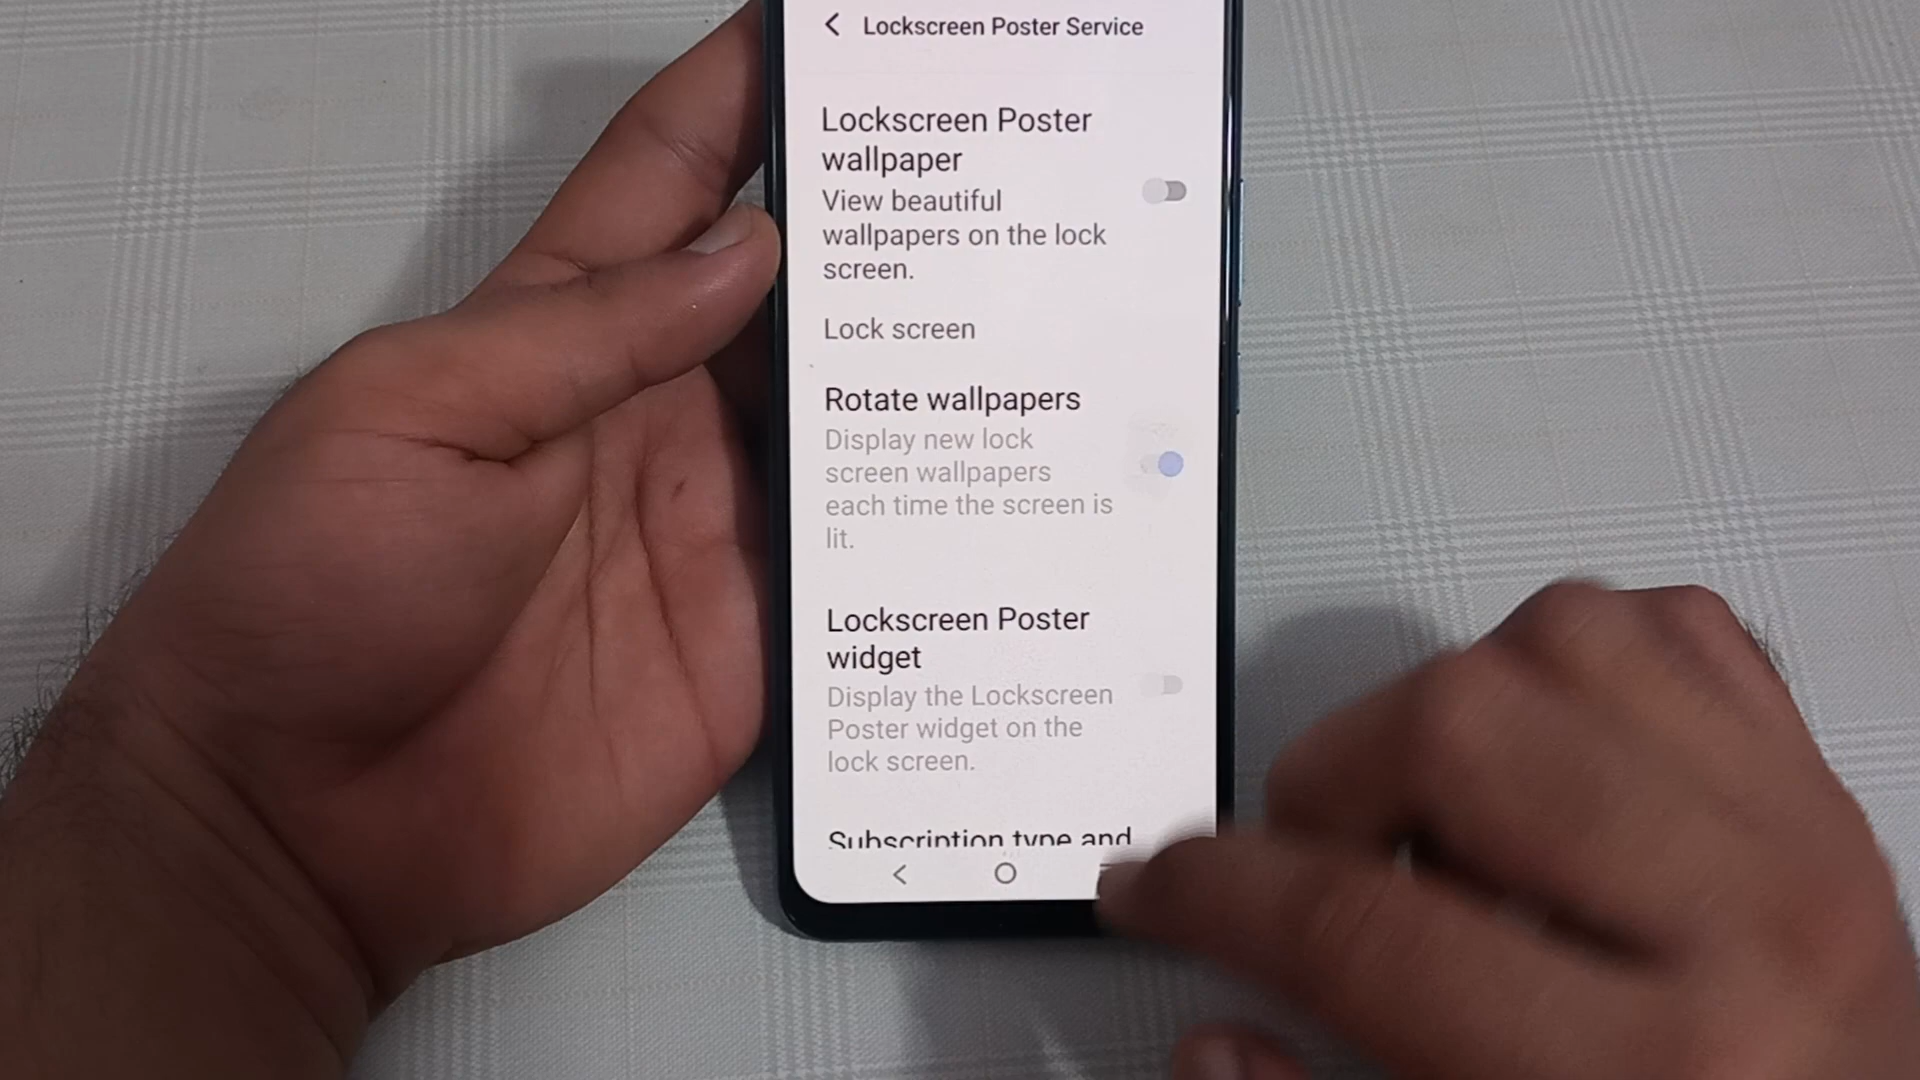 Lockscreen Poster Service
Lockscreen Poster
wallpaper
View beautiful
wallpapers on the lock
screen.
Lock screen
Rotate wallpapers
Display new lock
screen wallpapers
each time the screen is
lit.
Lockscreen Poster
widget
Display the Lockscreen
Poster widget on the
lock screen.
Subscription type and